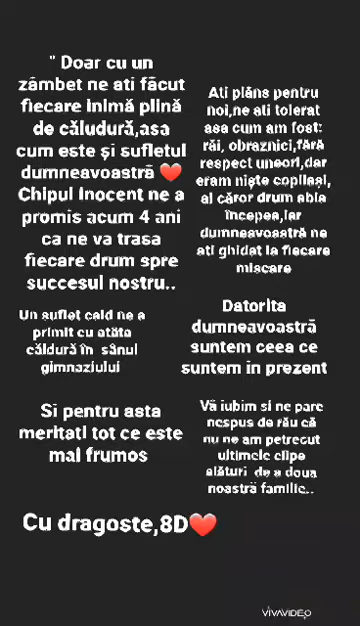 " Doar cu un
zâmbet ne ati făcut
fiecare inimă plină
de căludură,asa
cum este și sufletul
dumneavoastră ❤️
Chipul inocent ne a
promis acum 4 ani
ca ne va trasa
fiecare drum spre
succesul nostru..
Un suflet cald ne a
primit cu atâta
căldură în sânul
gimnaziului
Si pentru asta
meritati tot ce este
mai frumos
Ati plâns pentru
noi,ne ati tolerat
asa cum am fost:
răi, obraznici,fără
respect uneori,dar
eram niște copilași,
al căror drum abia
începea,iar
dumneavoastră ne
ati ghidat la fiecare
miscare
Datorita
dumneavoastră
suntem ceea ce
suntem in prezent
Vă iubim si ne pare
nespus de rău că
nu ne am petrecut
ultimele clipe
alături de a doua
noastră familie..
Cu dragoste,8D❤️
VIVAVIDEO